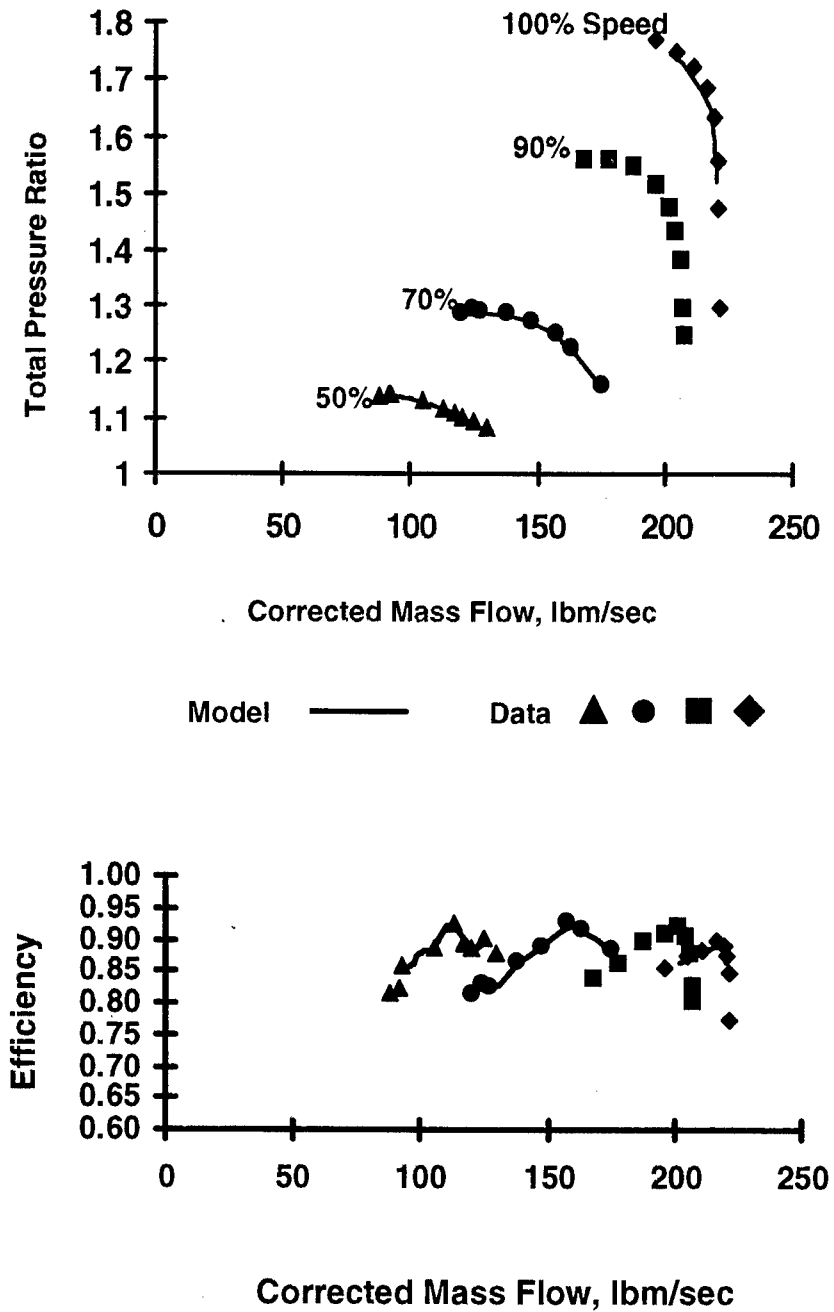 100% Speed
1.8
1.7
1.6
90%
1.5
1.4
70%
1.3
1.2
50%
1.1
1
Total Pressure Ratio
0 50 100 150 200 250
Corrected Mass Flow, lbm/sec
Model Data
1.00
0.95
0.90
0.85
0.80
0.75
0.70
0.65
0.60
Efficiency
0 50 100 150 200 250
Corrected Mass Flow, lbm/sec